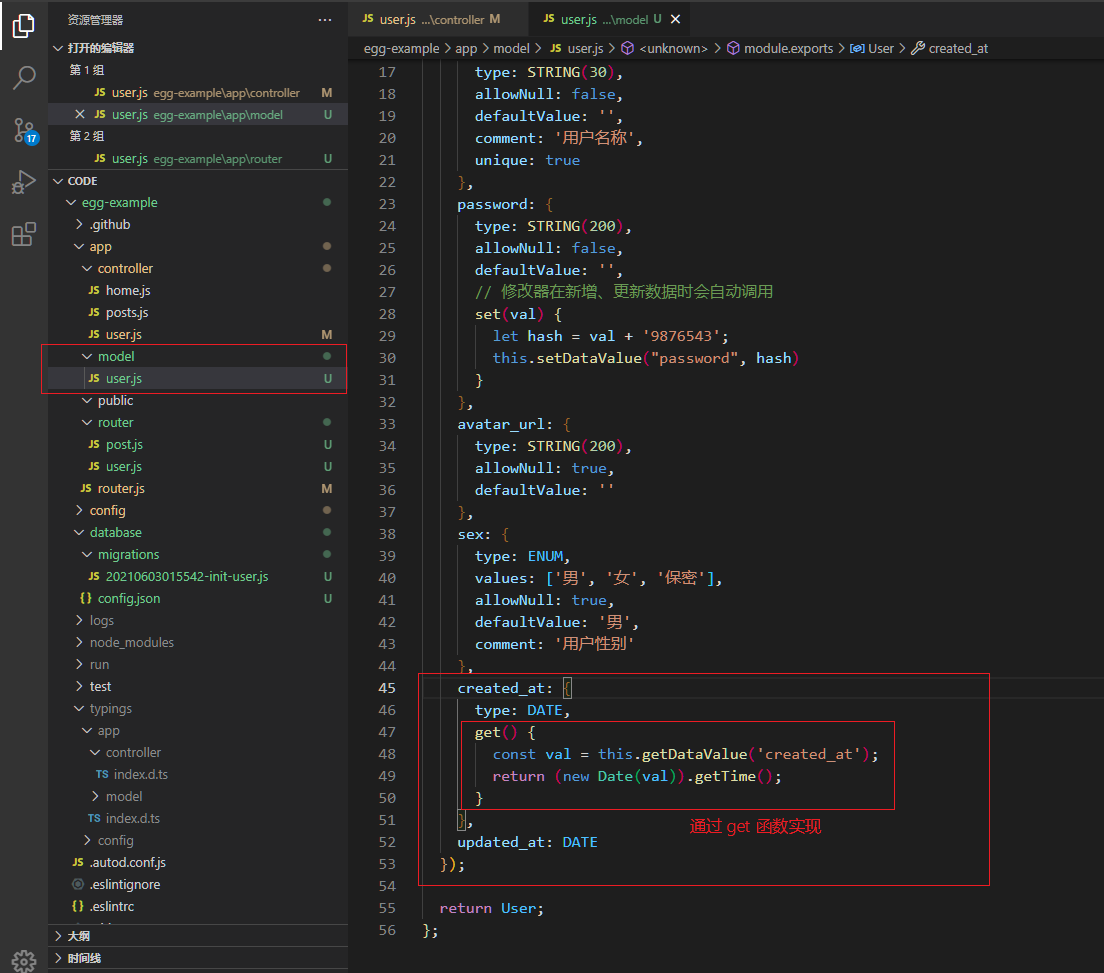 资源管理器
···
打开的编辑器
第 1 组
JS user.js egg-example\app\controller M
JS user.js egg-example\app\model U
第 2 组
JS user.js egg-example\app\router U
17
CODE
egg-example
.github
app
controller
JS home.js
JS posts.js
JS user.js M
model
JS user.js U
public
router
JS post.js U
JS user.js U
JS router.js M
config
database
migrations
JS 20210603015542-init-user.js U
{} config.json U
logs
node_modules
run
test
typings
app
controller
TS index.d.ts
model
TS index.d.ts
config
JS .autod.conf.js
.eslintignore
{} .eslintrc
大纲
时间线
JS user.js ...\controller M
JS user.js ...\model U
egg-example > app > model > JS user.js > <unknown> > module.exports > User > created_at
17 type: STRING(30),
18 allowNull: false,
19 defaultValue: '',
20 comment: '用户名称',
21 unique: true
22 },
23 password: {
24 type: STRING(200),
25 allowNull: false,
26 defaultValue: '',
27 // 修改器在新增、更新数据时会自动调用
28 set(val) {
29 let hash = val + '9876543';
30 this.setDataValue("password", hash)
31 }
32 },
33 avatar_url: {
34 type: STRING(200),
35 allowNull: true,
36 defaultValue: ''
37 },
38 sex: {
39 type: ENUM,
40 values: ['男', '女', '保密'],
41 allowNull: true,
42 defaultValue: '男',
43 comment: '用户性别'
44 },
45 created_at: {
46 type: DATE,
47 get() {
48 const val = this.getDataValue('created_at');
49 return (new Date(val)).getTime();
50 }
51 },
通过 get 函数实现
52 updated_at: DATE
53 });
54
55 return User;
56 };